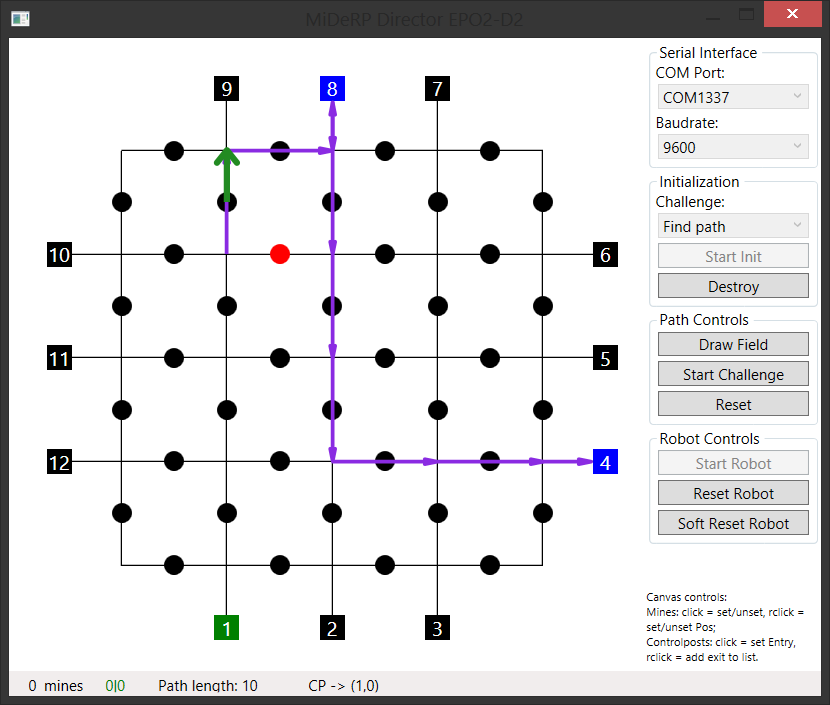 MiDeRP Director EPO2-D2
9
8
7
10
6
11
5
12
4
1
2
3
Serial Interface
COM Port:
COM1337
Baudrate:
9600
Initialization
Challenge:
Find path
Start Init
Destroy
Path Controls
Draw Field
Start Challenge
Reset
Robot Controls
Start Robot
Reset Robot
Soft Reset Robot
Canvas controls:
Mines: click = set/unset, rclick =
set/unset Pos;
Controlposts: click = set Entry,
rclick = add exit to list.
0 mines 0|0 Path length: 10 CP -> (1,0)